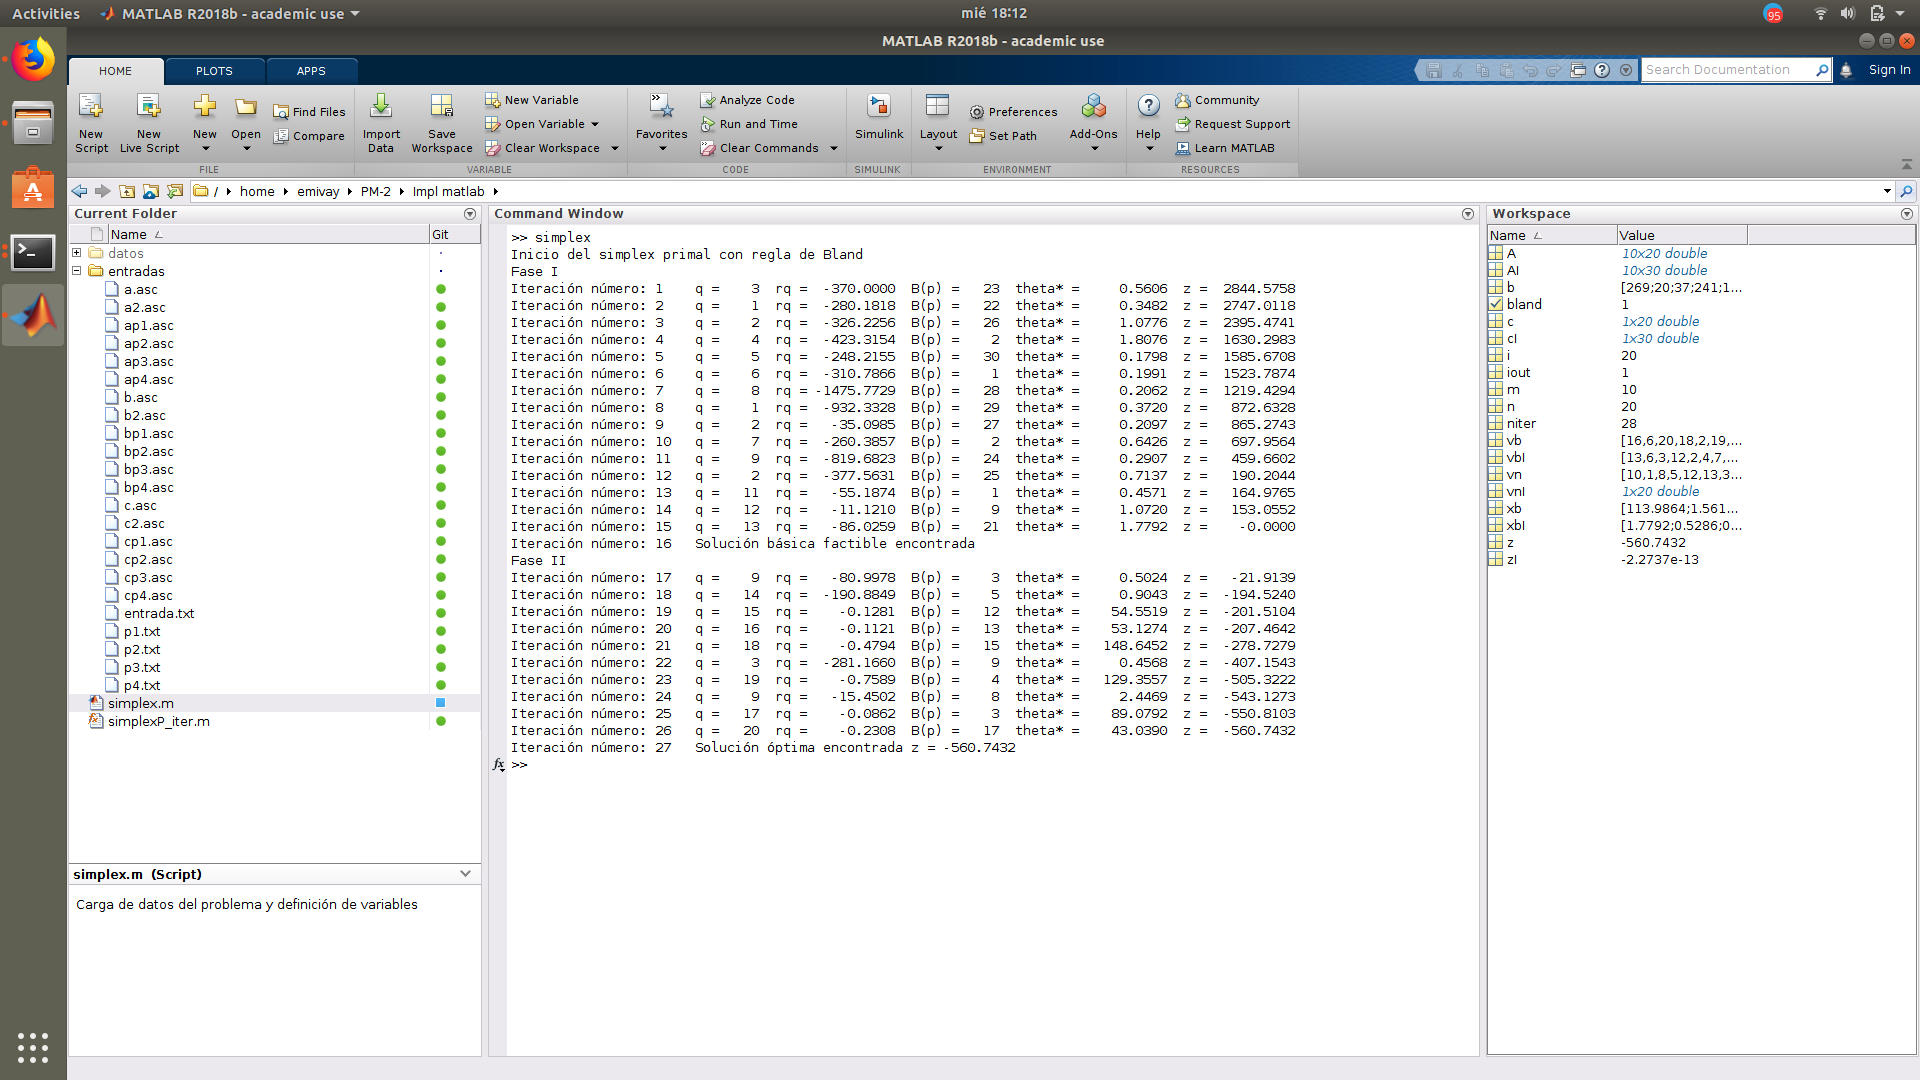 Activities
MATLAB R2018b - academic use
mié 18:12
95
MATLAB R2018b - academic use
HOME
PLOTS
APPS
Search Documentation
Sign In
New Script
New Live Script
New
Open
Find Files
Compare
Import Data
Save Workspace
New Variable
Open Variable
Clear Workspace
Favorites
Analyze Code
Run and Time
Clear Commands
Simulink
Layout
Preferences
Set Path
Add-Ons
Help
Community
Request Support
Learn MATLAB
FILE
VARIABLE
CODE
SIMULINK
ENVIRONMENT
RESOURCES
/ home emivay PM-2 Impl matlab
Current Folder
Name
Git
datos
entradas
a.asc
a2.asc
ap1.asc
ap2.asc
ap3.asc
ap4.asc
b.asc
b2.asc
bp1.asc
bp2.asc
bp3.asc
bp4.asc
c.asc
c2.asc
cp1.asc
cp2.asc
cp3.asc
cp4.asc
entrada.txt
p1.txt
p2.txt
p3.txt
p4.txt
simplex.m
simplexP_iter.m
simplex.m (Script)
Carga de datos del problema y definición de variables
Command Window
>> simplex
Inicio del simplex primal con regla de Bland
Fase I
Iteración número: 1 q = 3 rq = -370.0000 B(p) = 23 theta* = 0.5606 z = 2844.5758
Iteración número: 2 q = 1 rq = -280.1818 B(p) = 22 theta* = 0.3482 z = 2747.0118
Iteración número: 3 q = 2 rq = -326.2256 B(p) = 26 theta* = 1.0776 z = 2395.4741
Iteración número: 4 q = 4 rq = -423.3154 B(p) = 2 theta* = 1.8076 z = 1630.2983
Iteración número: 5 q = 5 rq = -248.2155 B(p) = 30 theta* = 0.1798 z = 1585.6708
Iteración número: 6 q = 6 rq = -310.7866 B(p) = 1 theta* = 0.1991 z = 1523.7874
Iteración número: 7 q = 8 rq = -1475.7729 B(p) = 28 theta* = 0.2062 z = 1219.4294
Iteración número: 8 q = 1 rq = -932.3328 B(p) = 29 theta* = 0.3720 z = 872.6328
Iteración número: 9 q = 2 rq = -35.0985 B(p) = 27 theta* = 0.2097 z = 865.2743
Iteración número: 10 q = 7 rq = -260.3857 B(p) = 2 theta* = 0.6426 z = 697.9564
Iteración número: 11 q = 9 rq = -819.6823 B(p) = 24 theta* = 0.2907 z = 459.6602
Iteración número: 12 q = 2 rq = -377.5631 B(p) = 25 theta* = 0.7137 z = 190.2044
Iteración número: 13 q = 11 rq = -55.1874 B(p) = 1 theta* = 0.4571 z = 164.9765
Iteración número: 14 q = 12 rq = -11.1210 B(p) = 9 theta* = 1.0720 z = 153.0552
Iteración número: 15 q = 13 rq = -86.0259 B(p) = 21 theta* = 1.7792 z = -0.0000
Iteración número: 16 Solución básica factible encontrada
Fase II
Iteración número: 17 q = 9 rq = -80.9978 B(p) = 3 theta* = 0.5024 z = -21.9139
Iteración número: 18 q = 14 rq = -190.8849 B(p) = 5 theta* = 0.9043 z = -194.5240
Iteración número: 19 q = 15 rq = -0.1281 B(p) = 12 theta* = 54.5519 z = -201.5104
Iteración número: 20 q = 16 rq = -0.1121 B(p) = 13 theta* = 53.1274 z = -207.4642
Iteración número: 21 q = 18 rq = -0.4794 B(p) = 15 theta* = 148.6452 z = -278.7279
Iteración número: 22 q = 3 rq = -281.1660 B(p) = 9 theta* = 0.4568 z = -407.1543
Iteración número: 23 q = 19 rq = -0.7589 B(p) = 4 theta* = 129.3557 z = -505.3222
Iteración número: 24 q = 9 rq = -15.4502 B(p) = 8 theta* = 2.4469 z = -543.1273
Iteración número: 25 q = 17 rq = -0.0862 B(p) = 3 theta* = 89.0792 z = -550.8103
Iteración número: 26 q = 20 rq = -0.2308 B(p) = 17 theta* = 43.0390 z = -560.7432
Iteración número: 27 Solución óptima encontrada z = -560.7432
fx >>
Workspace
Name Value
A 10x20 double
AI 10x30 double
b [269;20;37;241;1...
bland 1
c 1x20 double
cI 1x30 double
i 20
iout 1
m 10
n 20
niter 28
vb [16,6,20,18,2,19,...
vbI [13,6,3,12,2,4,7,...
vn [10,1,8,5,12,13,3...
vnI 1x20 double
xb [113.9864;1.561...
xbI [1.7792;0.5286;0...
z -560.7432
zI -2.2737e-13